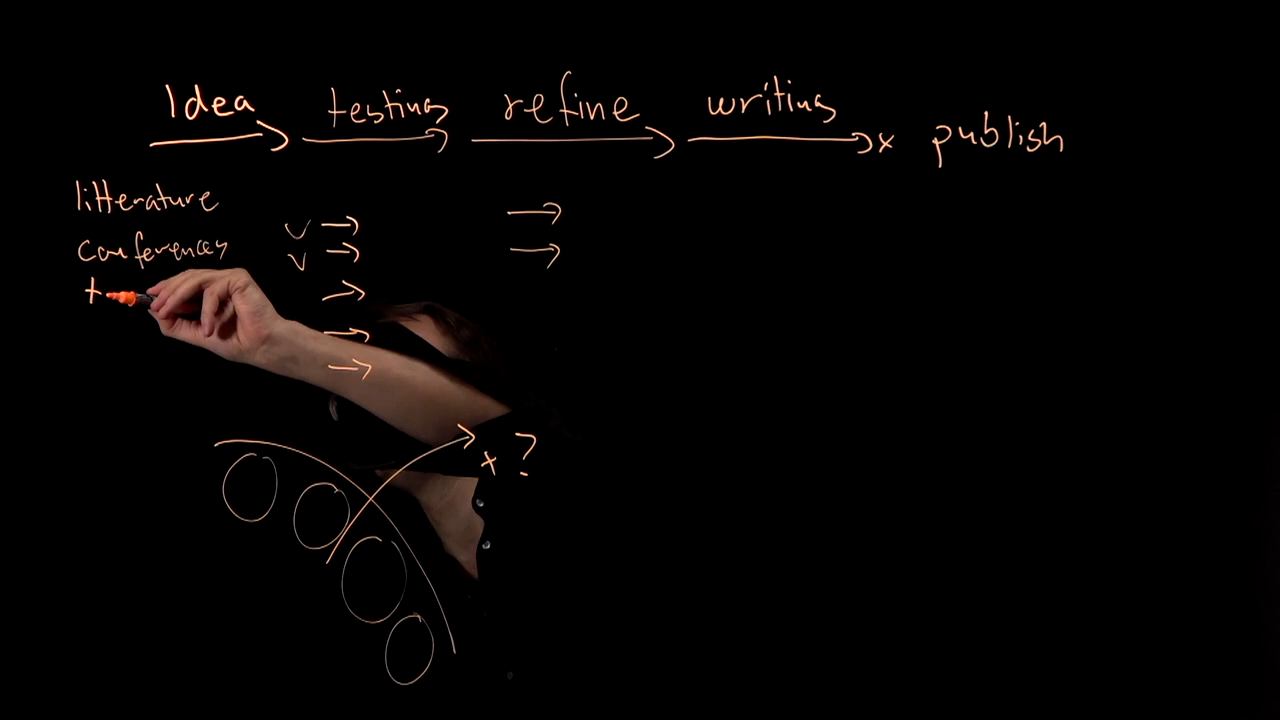 Idea testing refine writing
x publish
litterature
conferences
v
v
t
x ?